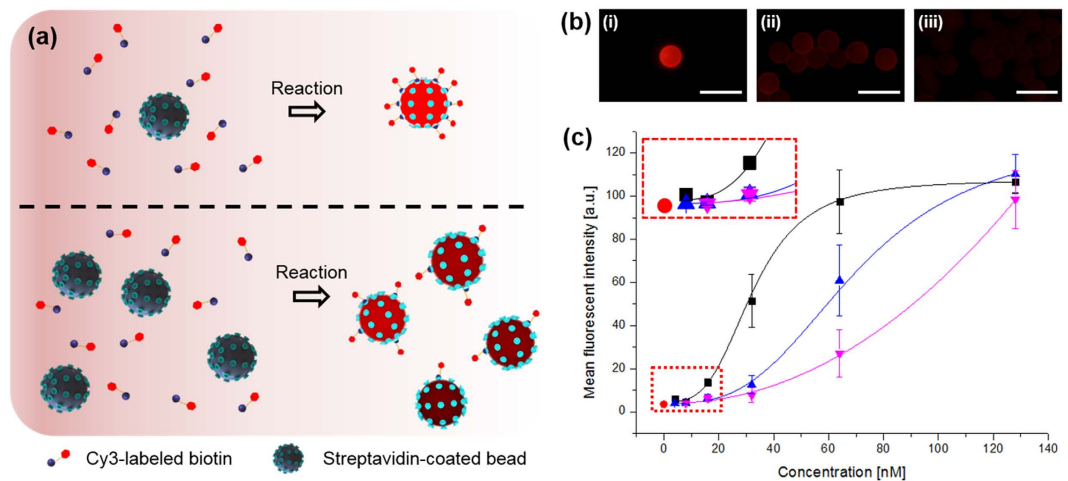 (a)
Reaction
Reaction
Cy3-labeled biotin
Streptavidin-coated bead
(b)
(i)
(ii)
(iii)
(c)
Mean fluorescent intensity [a.u.]
120
100
80
60
40
20
0
0 20 40 60 80 100 120 140
Concentration [nM]